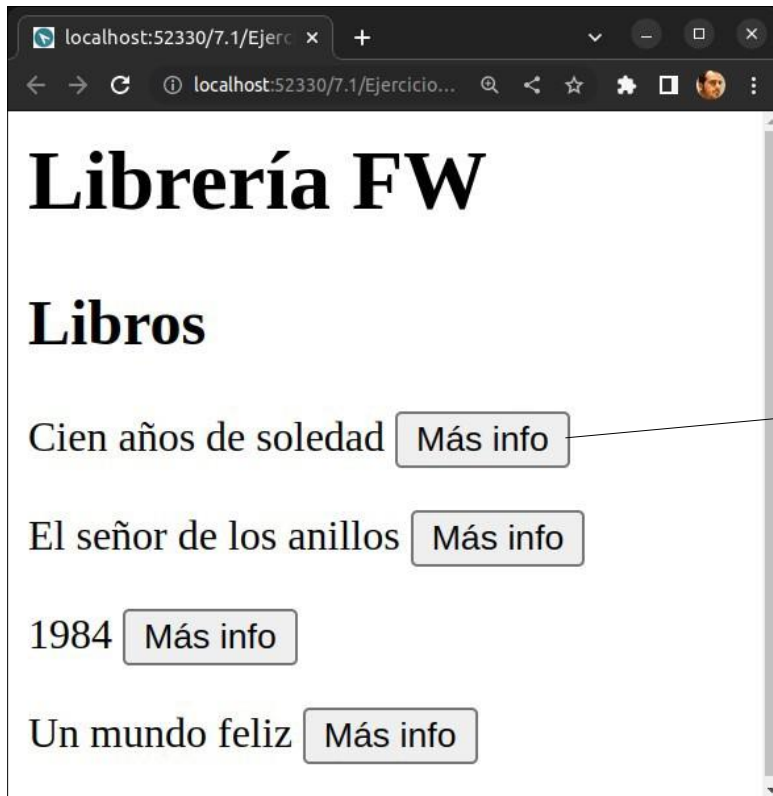 localhost:52330/7.1/Ejerc
localhost:52330/7.1/Ejercicio...
Librería FW
Libros
Cien años de soledad Más info
El señor de los anillos Más info
1984 Más info
Un mundo feliz Más info